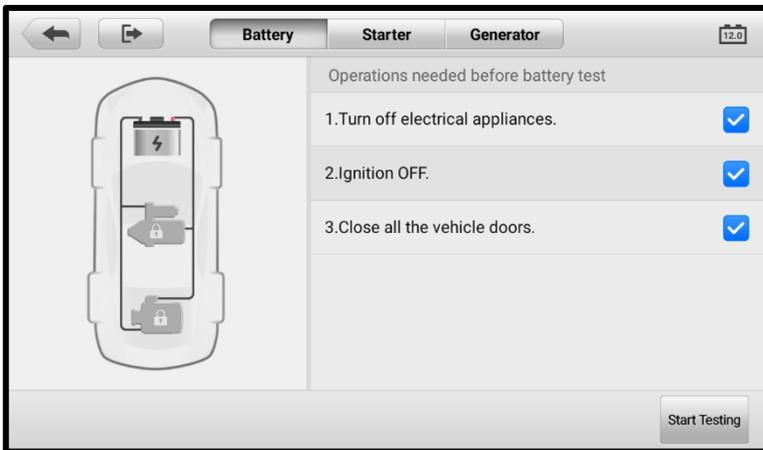 Battery Starter Generator 12.0
Operations needed before battery test
1.Turn off electrical appliances.
2.Ignition OFF.
3.Close all the vehicle doors.
Start Testing